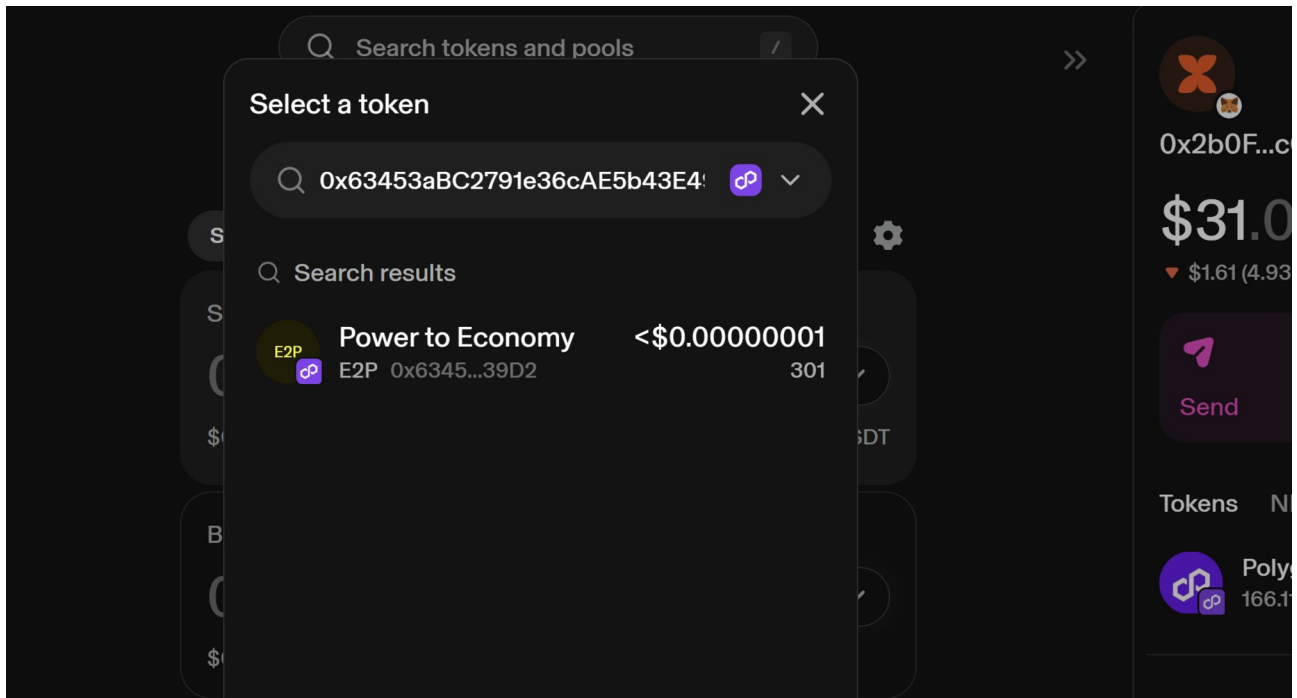 Search tokens and pools /
Select a token
0x2b0F...c
0x63453aBC2791e36cAE5b43E4
$31.0
S
$1.61 (4.93
Search results
S
Power to Economy <$0.00000001
E2P
E2P 0x6345...39D2 301
Send
$ SDT
Tokens
B
Poly
166.1
$